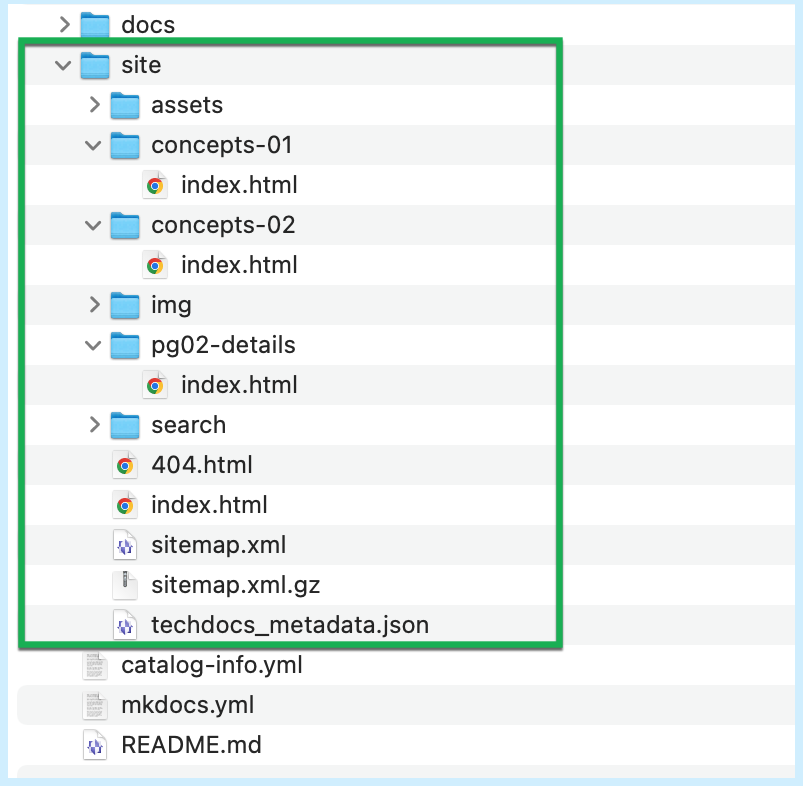 docs
site
assets
concepts-01
index.html
concepts-02
index.html
img
pg02-details
index.html
search
404.html
index.html
sitemap.xml
sitemap.xml.gz
techdocs_metadata.json
catalog-info.yml
mkdocs.yml
README.md